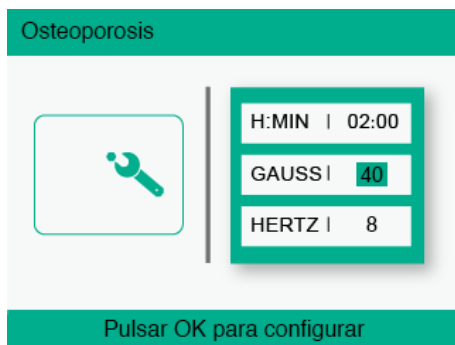 Osteoporosis
H:MIN | 02:00
GAUSS | 40
HERTZ | 8
Pulsar OK para configurar